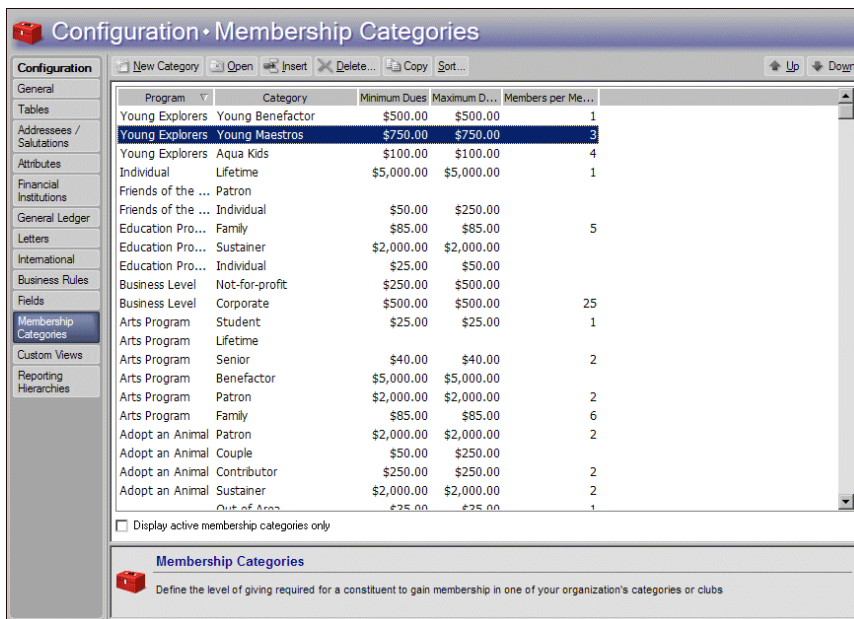 Configuration · Membership Categories
Configuration
General
Tables
Addressees /
Salutations
Attributes
Financial
Institutions
General Ledger
Letters
International
Business Rules
Fields
Membership
Categories
Custom Views
Reporting
Hierarchies
New Category Open Insert Delete... Copy Sort... Up Down
Program Category Minimum Dues Maximum D... Members per Me...
Young Explorers Young Benefactor $500.00 $500.00 1
Young Explorers Young Maestros $750.00 $750.00 3
Young Explorers Aqua Kids $100.00 $100.00 4
Individual Lifetime $5,000.00 $5,000.00 1
Friends of the ... Patron
Friends of the ... Individual $50.00 $250.00
Education Pro... Family $85.00 $85.00 5
Education Pro... Sustainer $2,000.00 $2,000.00
Education Pro... Individual $25.00 $50.00
Business Level Not-for-profit $250.00 $500.00
Business Level Corporate $500.00 $500.00 25
Arts Program Student $25.00 $25.00 1
Arts Program Lifetime
Arts Program Senior $40.00 $40.00 2
Arts Program Benefactor $5,000.00 $5,000.00
Arts Program Patron $2,000.00 $2,000.00 2
Arts Program Family $85.00 $85.00 6
Adopt an Animal Patron $2,000.00 $2,000.00 2
Adopt an Animal Couple $50.00 $250.00
Adopt an Animal Contributor $250.00 $250.00 2
Adopt an Animal Sustainer $2,000.00 $2,000.00 2
Out of Area
Display active membership categories only
Membership Categories
Define the level of giving required for a constituent to gain membership in one of your organization's categories or clubs